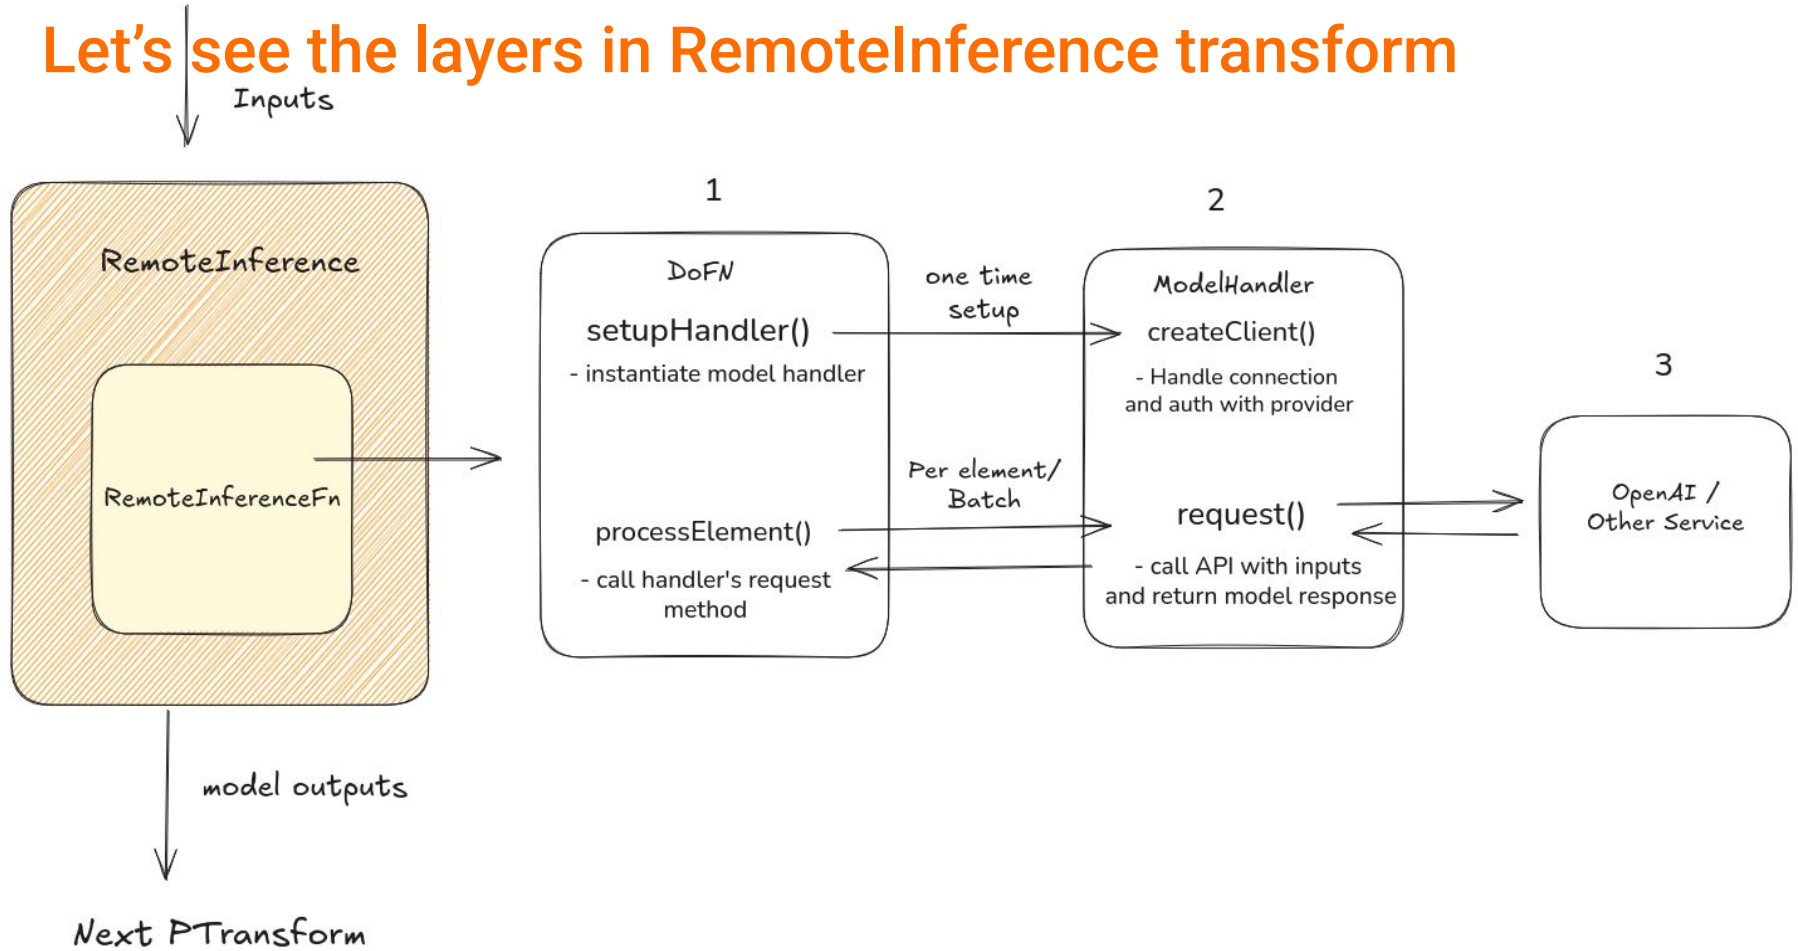 Let's see the layers in RemoteInference transform
Inputs
RemoteInference
RemoteInferenceFn
model outputs
Next PTransform
1
DoFN
setupHandler()
- instantiate model handler
processElement()
- call handler's request
method
one time
setup
Per element/
Batch
2
ModelHandler
createClient()
- Handle connection
and auth with provider
request()
- call API with inputs
and return model response
3
OpenAI /
Other Service